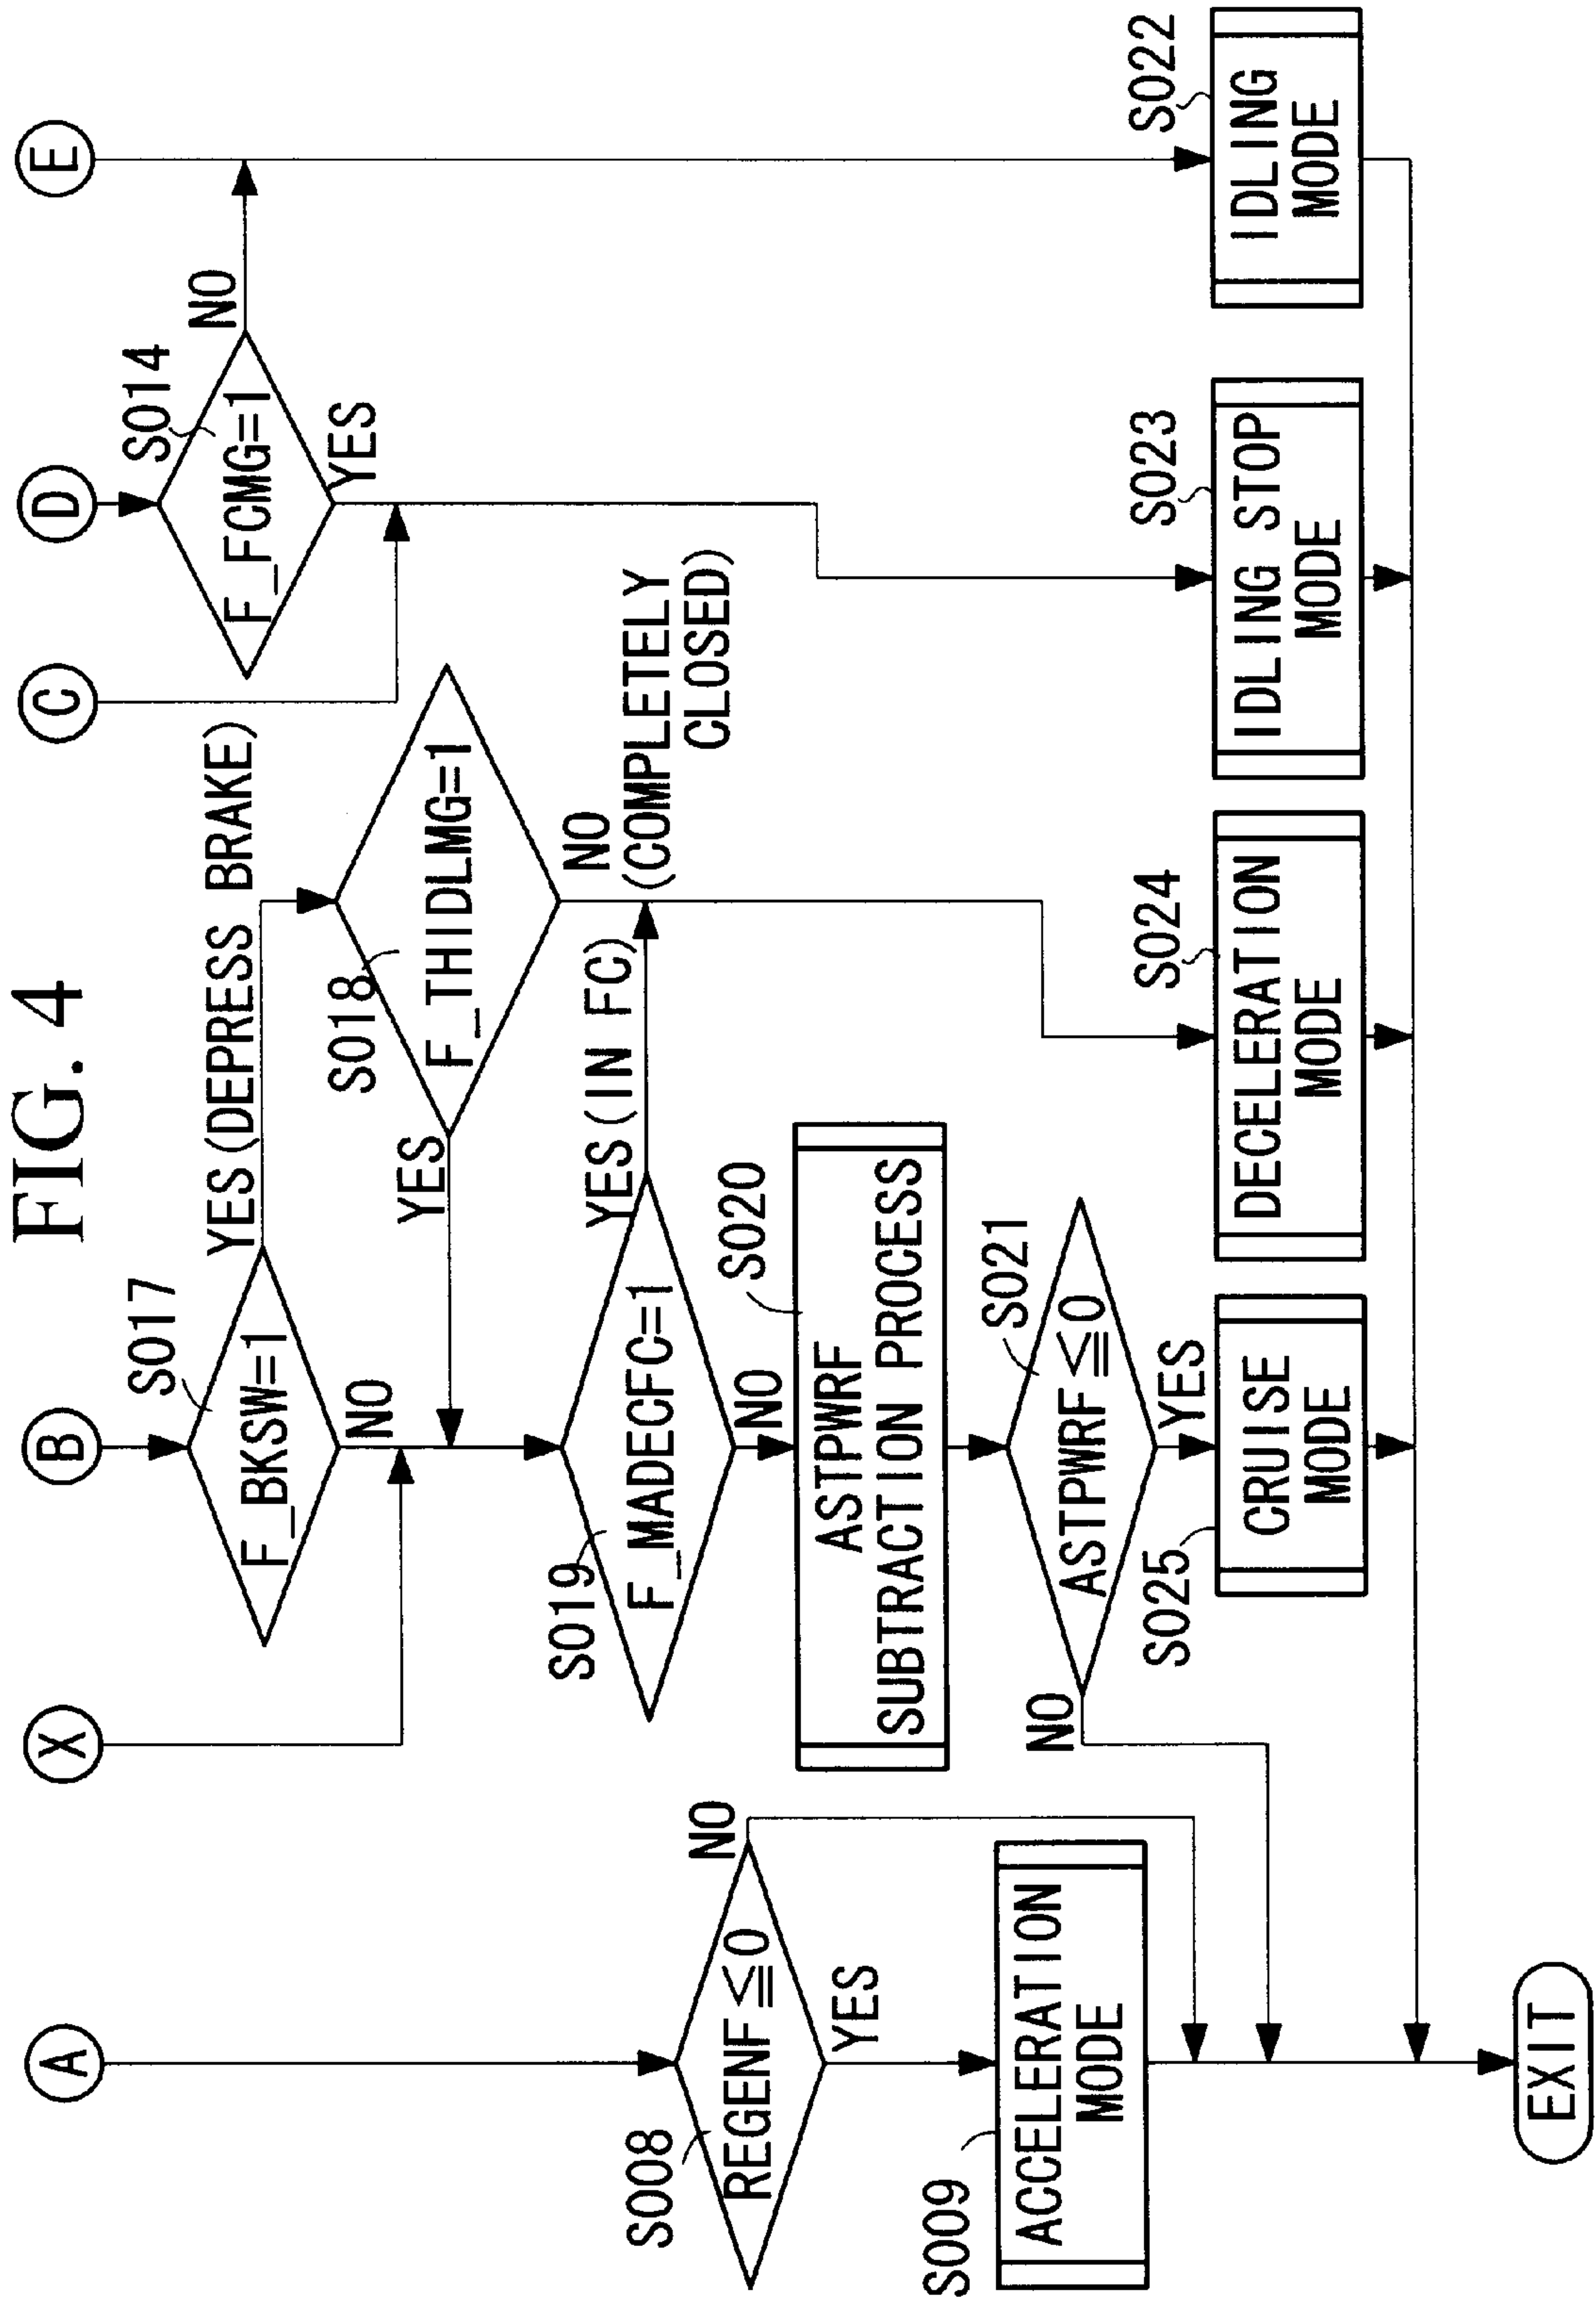 FIG. 4
A
X
B
C
D
E
S017
F_BKSW=1
YES(DEPRESS BRAKE)
NO
S014
F_FCMG=1
NO
YES
S018
F_THIDLMG=1
YES
NO
(COMPLETELY
CLOSED)
S019
F_MADECFC=1
YES(IN FC)
NO
S008
REGENF≦0
NO
YES
S020
ASTPWRF
SUBTRACTION PROCESS
S009
ACCELERATION
MODE
S021
ASTPWRF≦0
NO
YES
S025
CRUISE
MODE
S024
DECELERATION
MODE
S023
IDLING STOP
MODE
S022
IDLING
MODE
EXIT